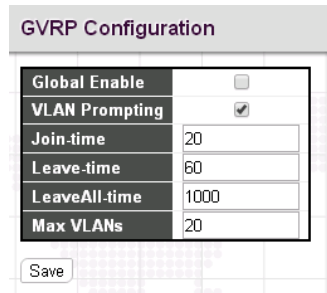 GVRP Configuration
Global Enable
VLAN Prompting
Join-time 20
Leave-time 60
LeaveAll-time 1000
Max VLANs 20
Save